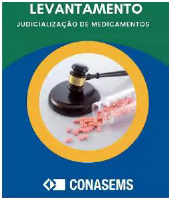 LEVANTAMENTO
JUDICIALIZAÇÃO DE MEDICAMENTOS
CONASEMS